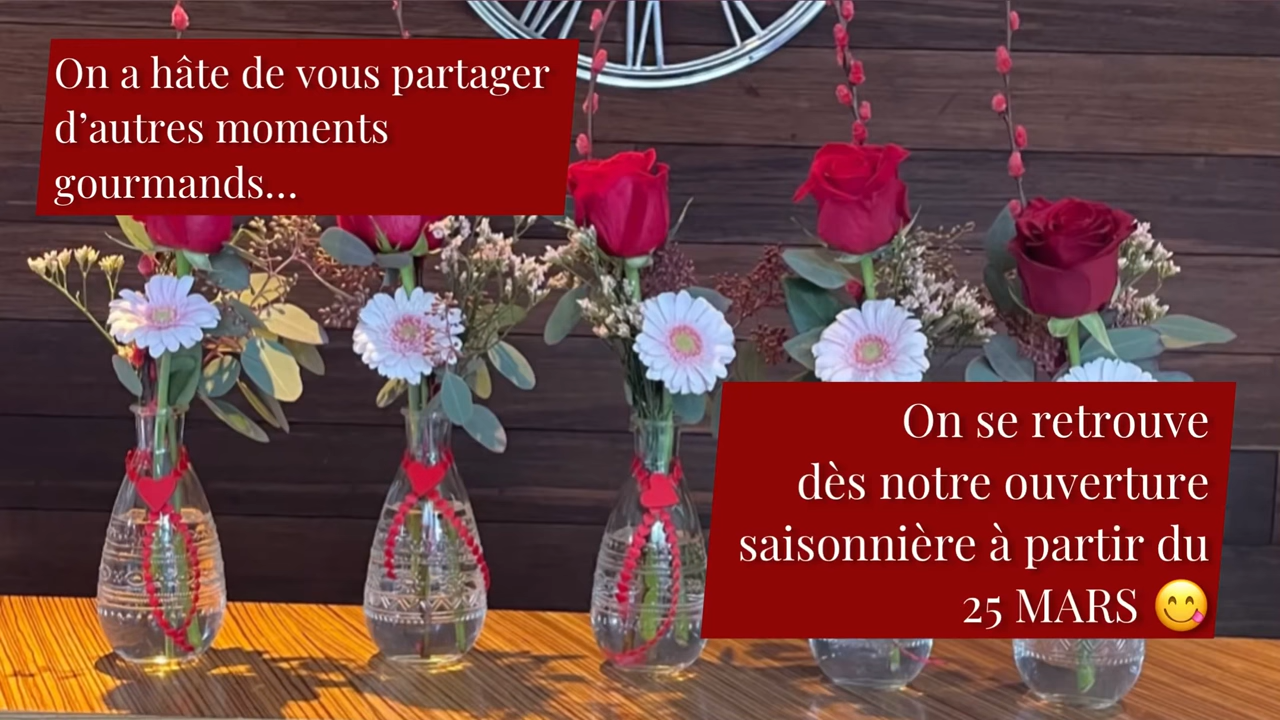 On a hâte de vous partager
d’autres moments
gourmands...
On se retrouve
dès notre ouverture
saisonnière à partir du
25 MARS 😋